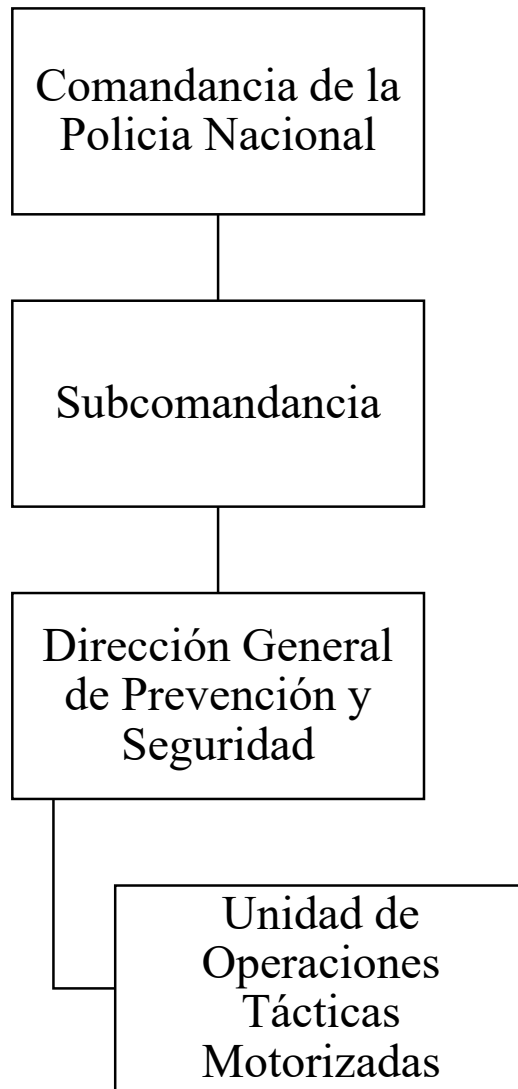 Comandancia de la
Policia Nacional
Subcomandancia
Dirección General
de Prevención y
Seguridad
Unidad de
Operaciones
Tácticas
Motorizadas